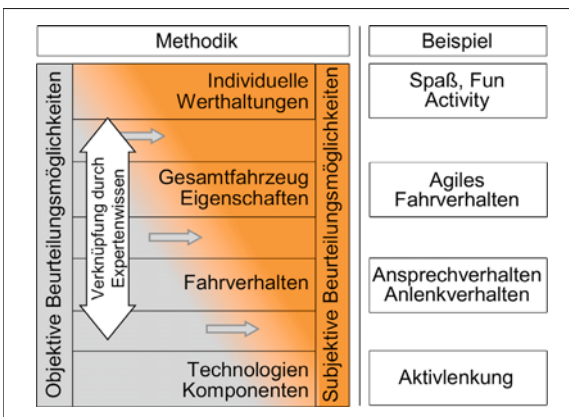 Methodik
Beispiel
Objektive Beurteilungsmöglichkeiten
Verknüpfung durch
Expertenwissen
Individuelle
Werthaltungen
Gesamtfahrzeug
Eigenschaften
Fahrverhalten
Technologien
Komponenten
Subjektive Beurteilungsmöglichkeiten
Spaß, Fun
Activity
Agiles
Fahrverhalten
Ansprechverhalten
Anlenkverhalten
Aktivlenkung